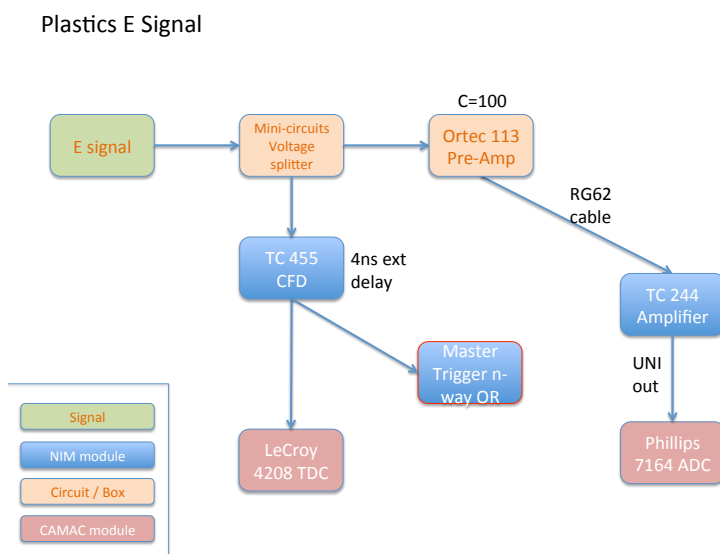 Plastics E Signal
C=100
E signal
Mini-circuits
Voltage
splitter
Ortec 113
Pre-Amp
RG62
cable
TC 455
CFD
4ns ext
delay
TC 244
Amplifier
Master
Trigger n-
way OR
UNI
out
Signal
NIM module
Circuit / Box
CAMAC module
LeCroy
4208 TDC
Phillips
7164 ADC